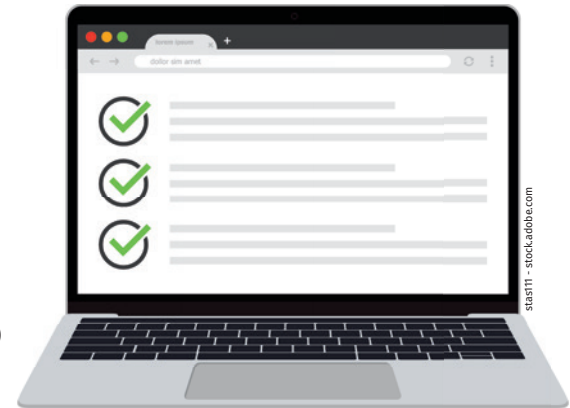 lorem ipsum x +
dollor sim amet
stas111 - stock.adobe.com